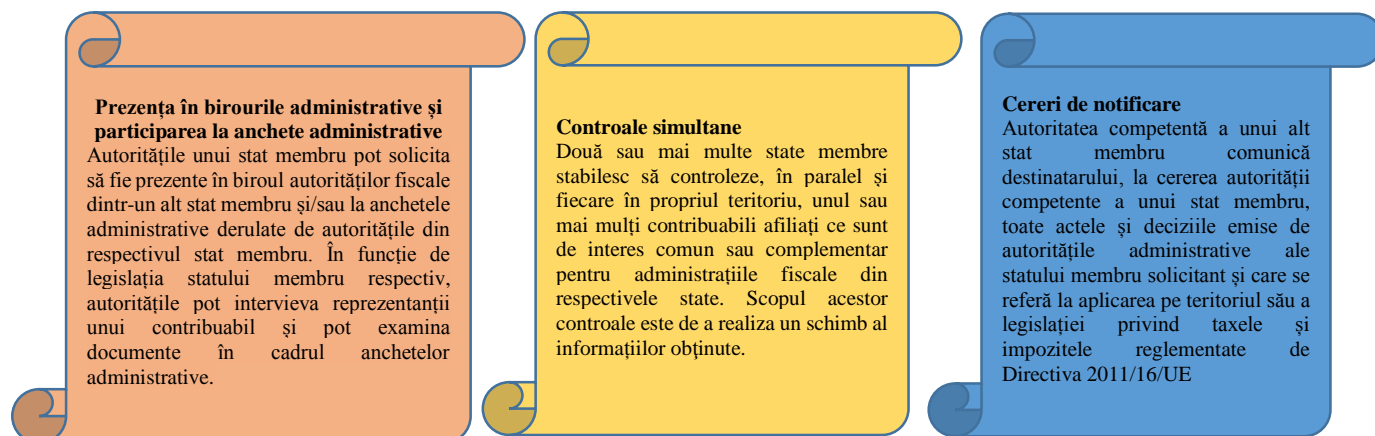 Prezența în birourile administrative și
participarea la anchete administrative
Autoritățile unui stat membru pot solicita
să fie prezente în biroul autorităților fiscale
dintr-un alt stat membru și/sau la anchetele
administrative derulate de autoritățile din
respectivul stat membru. În funcție de
legislația statului membru respectiv,
autoritățile pot intervieva reprezentanții
unui contribuabil și pot examina
documente în cadrul anchetelor
administrative.
Controale simultane
Două sau mai multe state membre
stabilesc să controleze, în paralel și
fiecare în propriul teritoriu, unul sau
mai mulți contribuabili afiliați ce sunt
de interes comun sau complementar
pentru administrațiile fiscale din
respectivele state. Scopul acestor
controale este de a realiza un schimb al
informațiilor obținute.
Cereri de notificare
Autoritatea competentă a unui alt
stat membru comunică
destinatarului, la cererea autorității
competente a unui stat membru,
toate actele și deciziile emise de
autoritățile administrative ale
statului membru solicitant și care se
referă la aplicarea pe teritoriul său a
legislației privind taxele și
impozitele reglementate de
Directiva 2011/16/UE